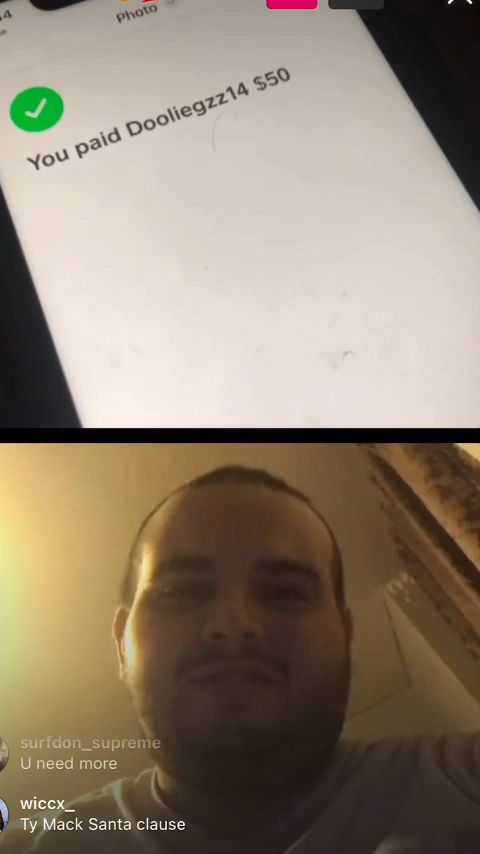 Photo
You paid Dooliegzz14 $50
surfdon_supreme
U need more
wiccx_
Ty Mack Santa clause